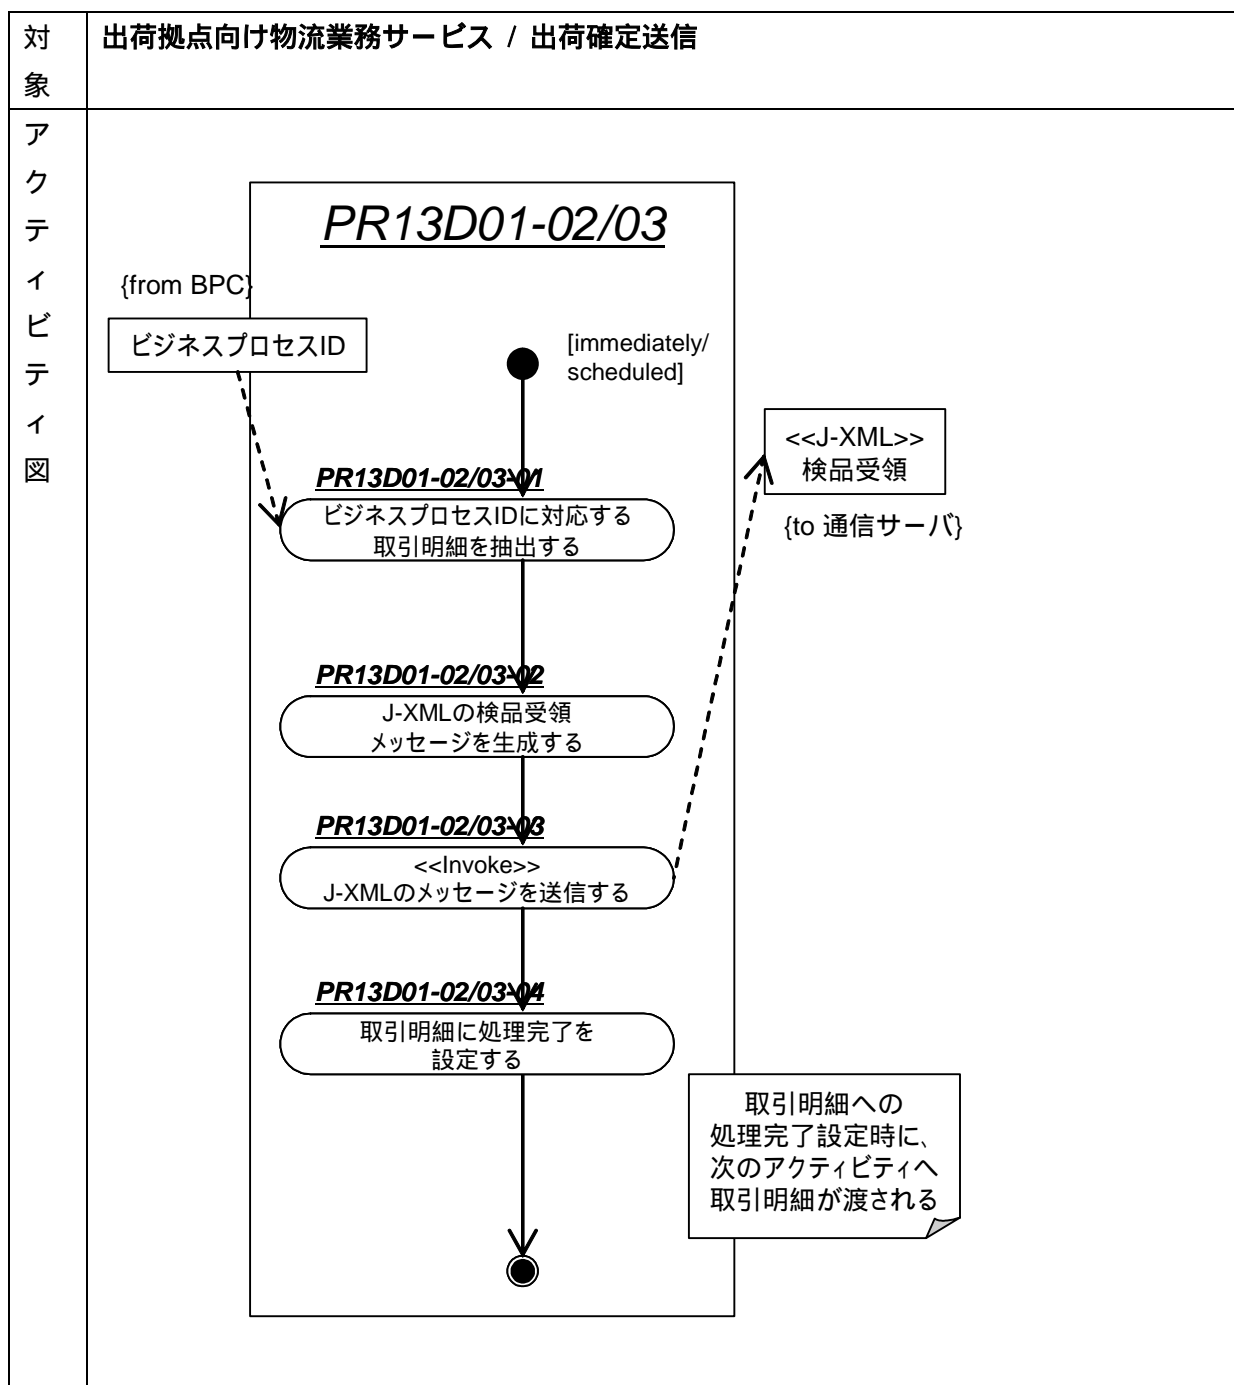 対象
出荷拠点向け物流業務サービス / 出荷確定送信
アクティビティ図
PR13D01-02/03
{from BPC}
ビジネスプロセスID
[immediately/
scheduled]
<<J-XML>>
検品受領
{to 通信サーバ}
PR13D01-02/03-01
ビジネスプロセスIDに対応する
取引明細を抽出する
PR13D01-02/03-02
J-XMLの検品受領
メッセージを生成する
PR13D01-02/03-03
<<Invoke>>
J-XMLのメッセージを送信する
PR13D01-02/03-04
取引明細に処理完了を
設定する
取引明細への
処理完了設定時に、
次のアクティビティへ
取引明細が渡される